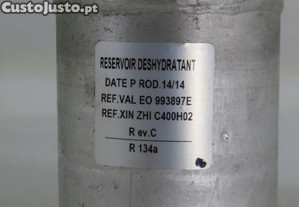 CustoJusto.pt
RESERVOIR DESHYDRATANT
DATE P ROD.14/14
REF.VAL EO 993897E
REF.XIN ZHI C400H02
R ev.C
R 134a